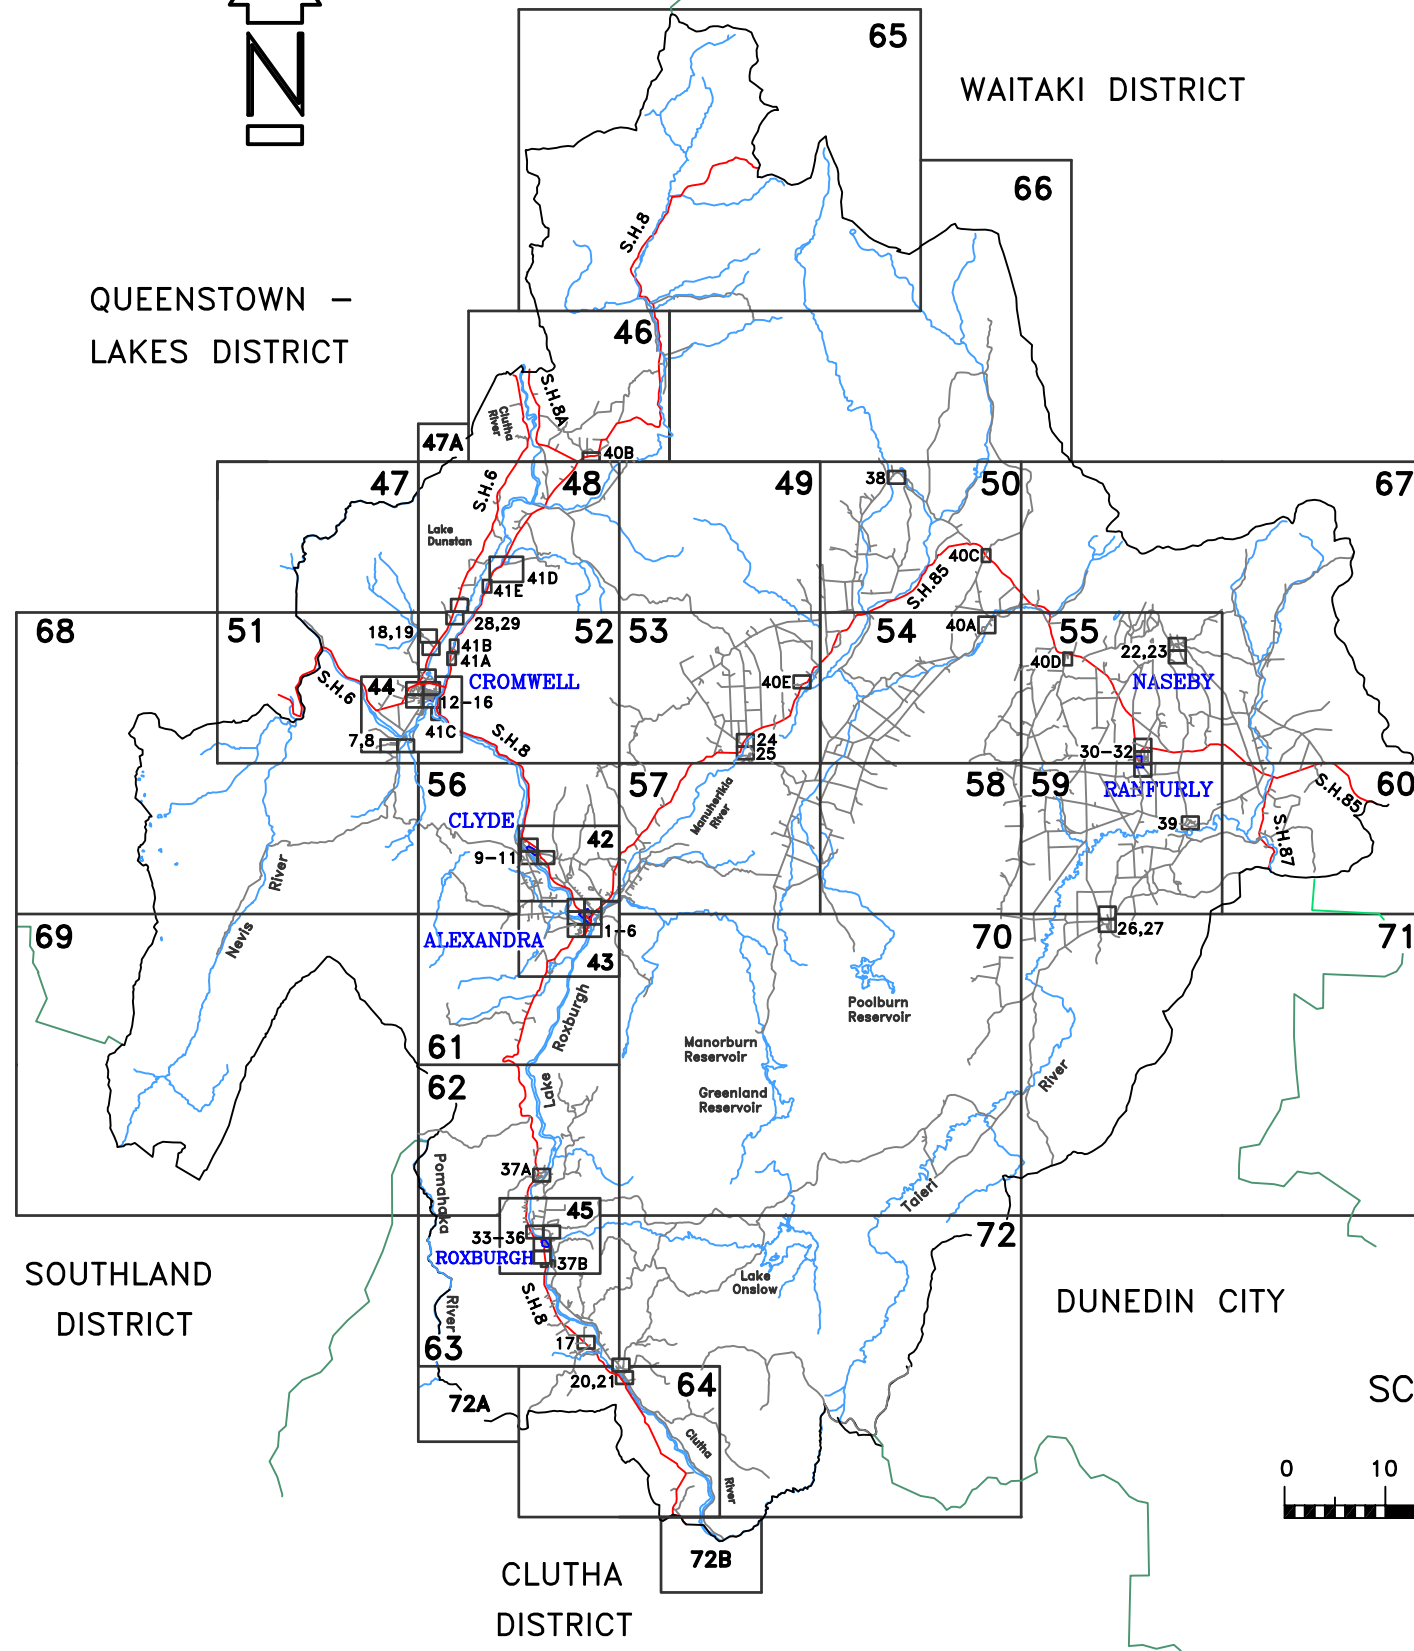 N
65
WAITAKI DISTRICT
66
S.H.8
QUEENSTOWN –
LAKES DISTRICT
46
S.H.8A
Clutha
River
47A
40B
47
S.H.6
48
49
38
50
67
Lake
Dunstan
40C
41D
41E
S.H.85
68
51
18,19
28,29
52
53
54
40A
55
41B
41A
40D
22,23
S.H.6
44
CROMWELL
40E
NASEBY
12–16
41C
7,8
S.H.8
24
25
30–32
56
57
58
59
RANFURLY
S.H.85
60
CLYDE
Manuherikia
River
42
39
S.H.87
9–11
River
Nevis
69
ALEXANDRA
1–6
70
26,27
71
43
Roxburgh
Poolburn
Reservoir
61
Manorburn
Reservoir
62
Lake
Greenland
Reservoir
River
37A
Pomahaka
Taieri
45
33–36
72
ROXBURGH
37B
SOUTHLAND
DISTRICT
Lake
Onslow
River
S.H.8
DUNEDIN CITY
63
17
20,21
64
72A
SC
Clutha
River
0 10
72B
CLUTHA
DISTRICT